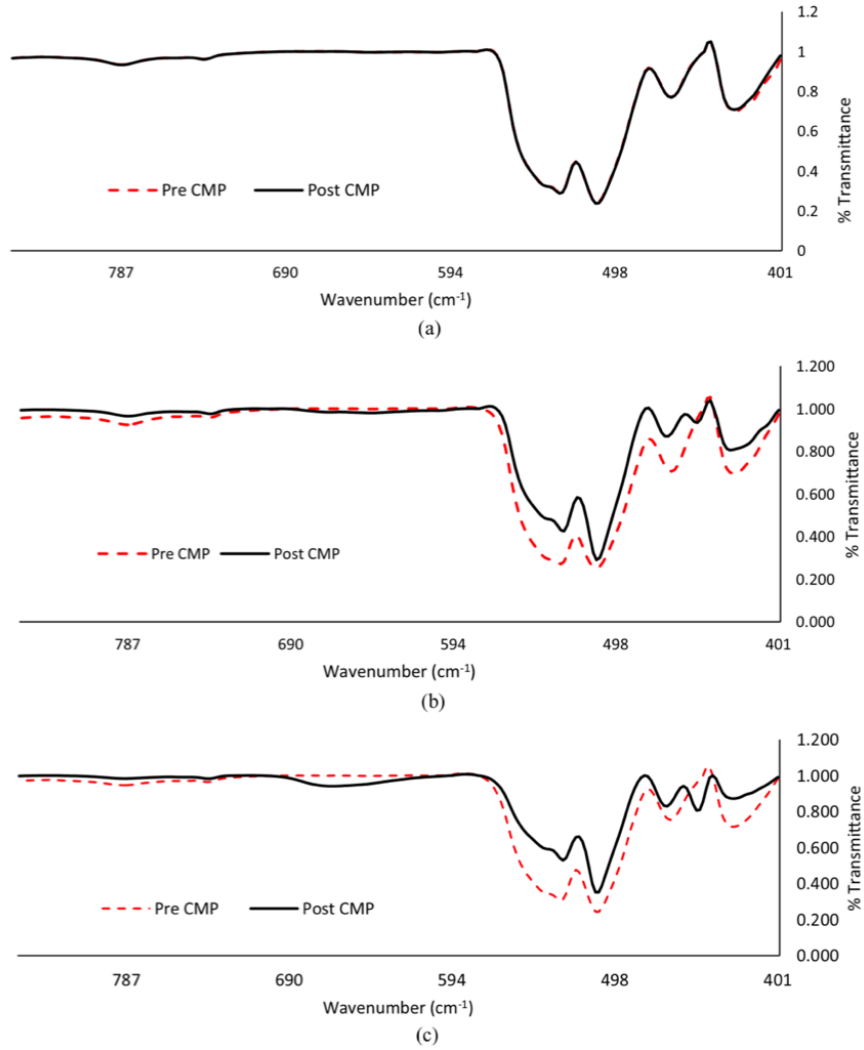 1.2
1
0.8
0.6
0.4
0.2
0
% Transmittance
Pre CMP Post CMP
787 690 594 498 401
Wavenumber (cm⁻¹)
(a)
1.200
1.000
0.800
0.600
0.400
0.200
0.000
% Transmittance
Pre CMP Post CMP
787 690 594 498 401
Wavenumber (cm⁻¹)
(b)
1.200
1.000
0.800
0.600
0.400
0.200
0.000
% Transmittance
Pre CMP Post CMP
787 690 594 498 401
Wavenumber (cm⁻¹)
(c)